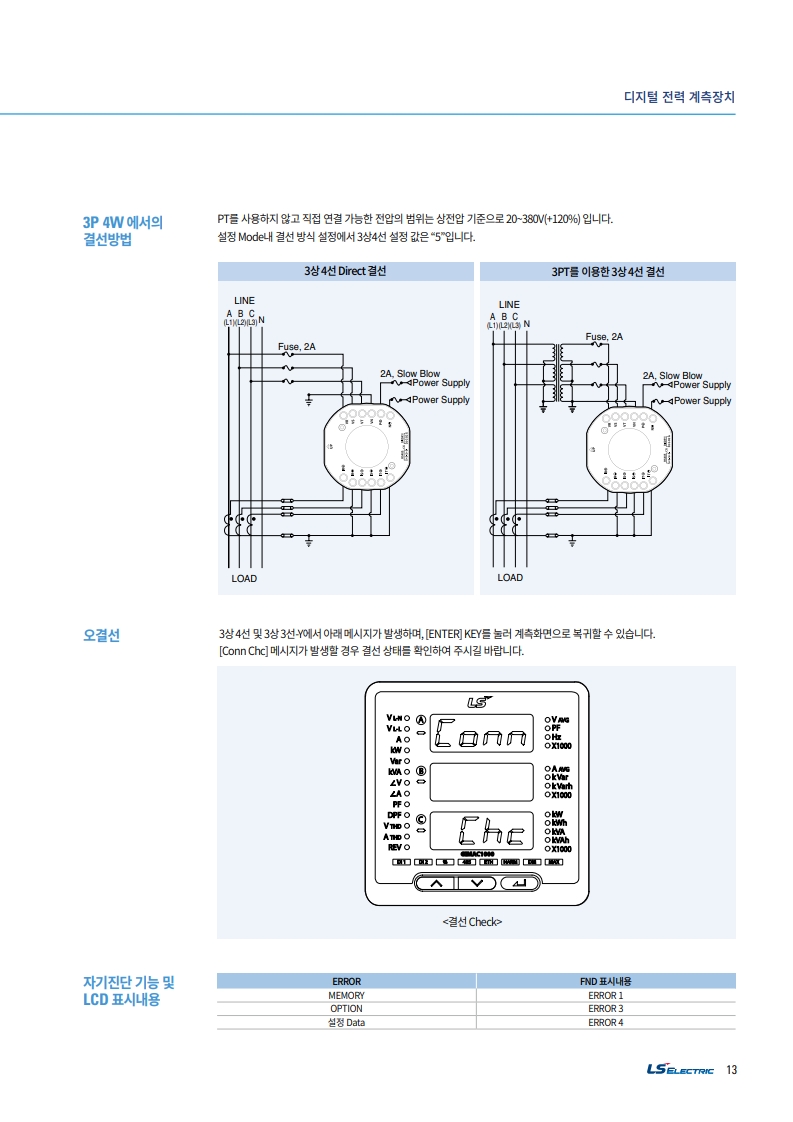 디지털 전력 계측장치
3P 4W 에서의
결선방법
PT를 사용하지 않고 직접 연결 가능한 전압의 범위는 상전압 기준으로 20~380V(+120%) 입니다.
설정 Mode내 결선 방식 설정에서 3상4선 설정 값은 “5”입니다.
3상 4선 Direct 결선
LINE
A B C N
(L1)(L2)(L3)
Fuse, 2A
2A, Slow Blow
Power Supply
Power Supply
LS
LOAD
3PT를 이용한 3상 4선 결선
LINE
A B C N
(L1)(L2)(L3)
Fuse, 2A
2A, Slow Blow
Power Supply
Power Supply
LS
LOAD
오결선
3상 4선 및 3상 3선-Y에서 아래 메시지가 발생하며, [ENTER] KEY를 눌러 계측화면으로 복귀할 수 있습니다.
[Conn Chc] 메시지가 발생할 경우 결선 상태를 확인하여 주시길 바랍니다.
LS
V L-N
V L-L
A
kW
Var
kVA
∠V
∠A
PF
DPF
V THD
A THD
REV
A
Conn
V AVG
PF
Hz
X1000
B
A AVG
kVar
kVarh
X1000
C
Chc
kW
kWh
kVA
kVAh
X1000
GIMAC1000
DI 1 DI 2 % 485 ETH HARM DM MAX
<결선 Check>
자기진단 기능 및
LCD 표시내용
ERROR FND 표시내용
MEMORY ERROR 1
OPTION ERROR 3
설정 Data ERROR 4
LS ELECTRIC 13